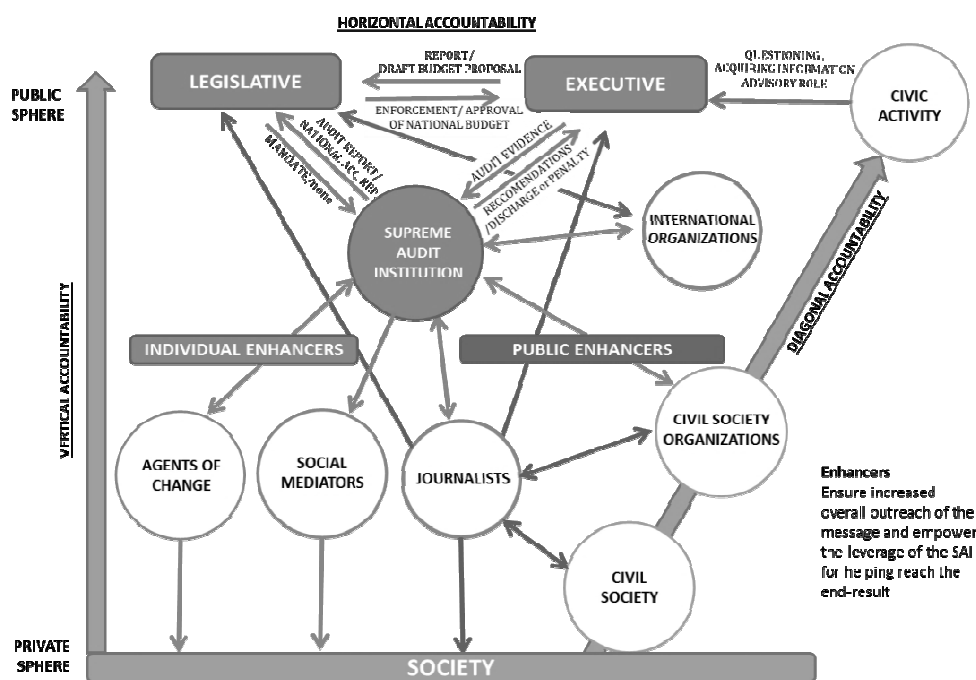 HORIZONTAL ACCOUNTABILITY
PUBLIC
SPHERE
LEGISLATIVE
REPORT/
DRAFT BUDGET PROPOSAL
ENFORCEMENT/ APPROVAL
OF NATIONAL BUDGET
EXECUTIVE
QUESTIONING,
ACQUIRING INFORMATION
ADVISORY ROLE
CIVIC
ACTIVITY
AUDIT REPORT/
NATIONAL ACC. REP
MANDATE/none
AUDIT EVIDENCE
RECCOMENDATIONS
/DISCHARGE or PENALTY
SUPREME
AUDIT
INSTITUTION
INTERNATIONAL
ORGANIZATIONS
DIAGONAL ACCOUNTABILITY
VERTICAL ACCOUNTABILITY
INDIVIDUAL ENHANCERS
PUBLIC ENHANCERS
AGENTS OF
CHANGE
SOCIAL
MEDIATORS
JOURNALISTS
CIVIL SOCIETY
ORGANIZATIONS
CIVIL
SOCIETY
Enhancers
Ensure increased
overall outreach of the
message and empower
the leverage of the SAI
for helping reach the
end-result
PRIVATE
SPHERE
SOCIETY